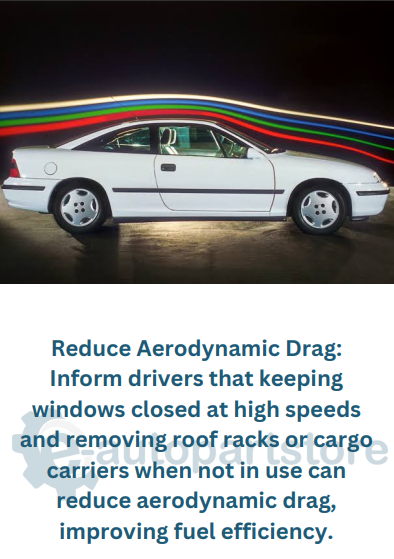 Reduce Aerodynamic Drag:
Inform drivers that keeping
windows closed at high speeds
and removing roof racks or cargo
carriers when not in use can
reduce aerodynamic drag,
improving fuel efficiency.
e-autopartstore